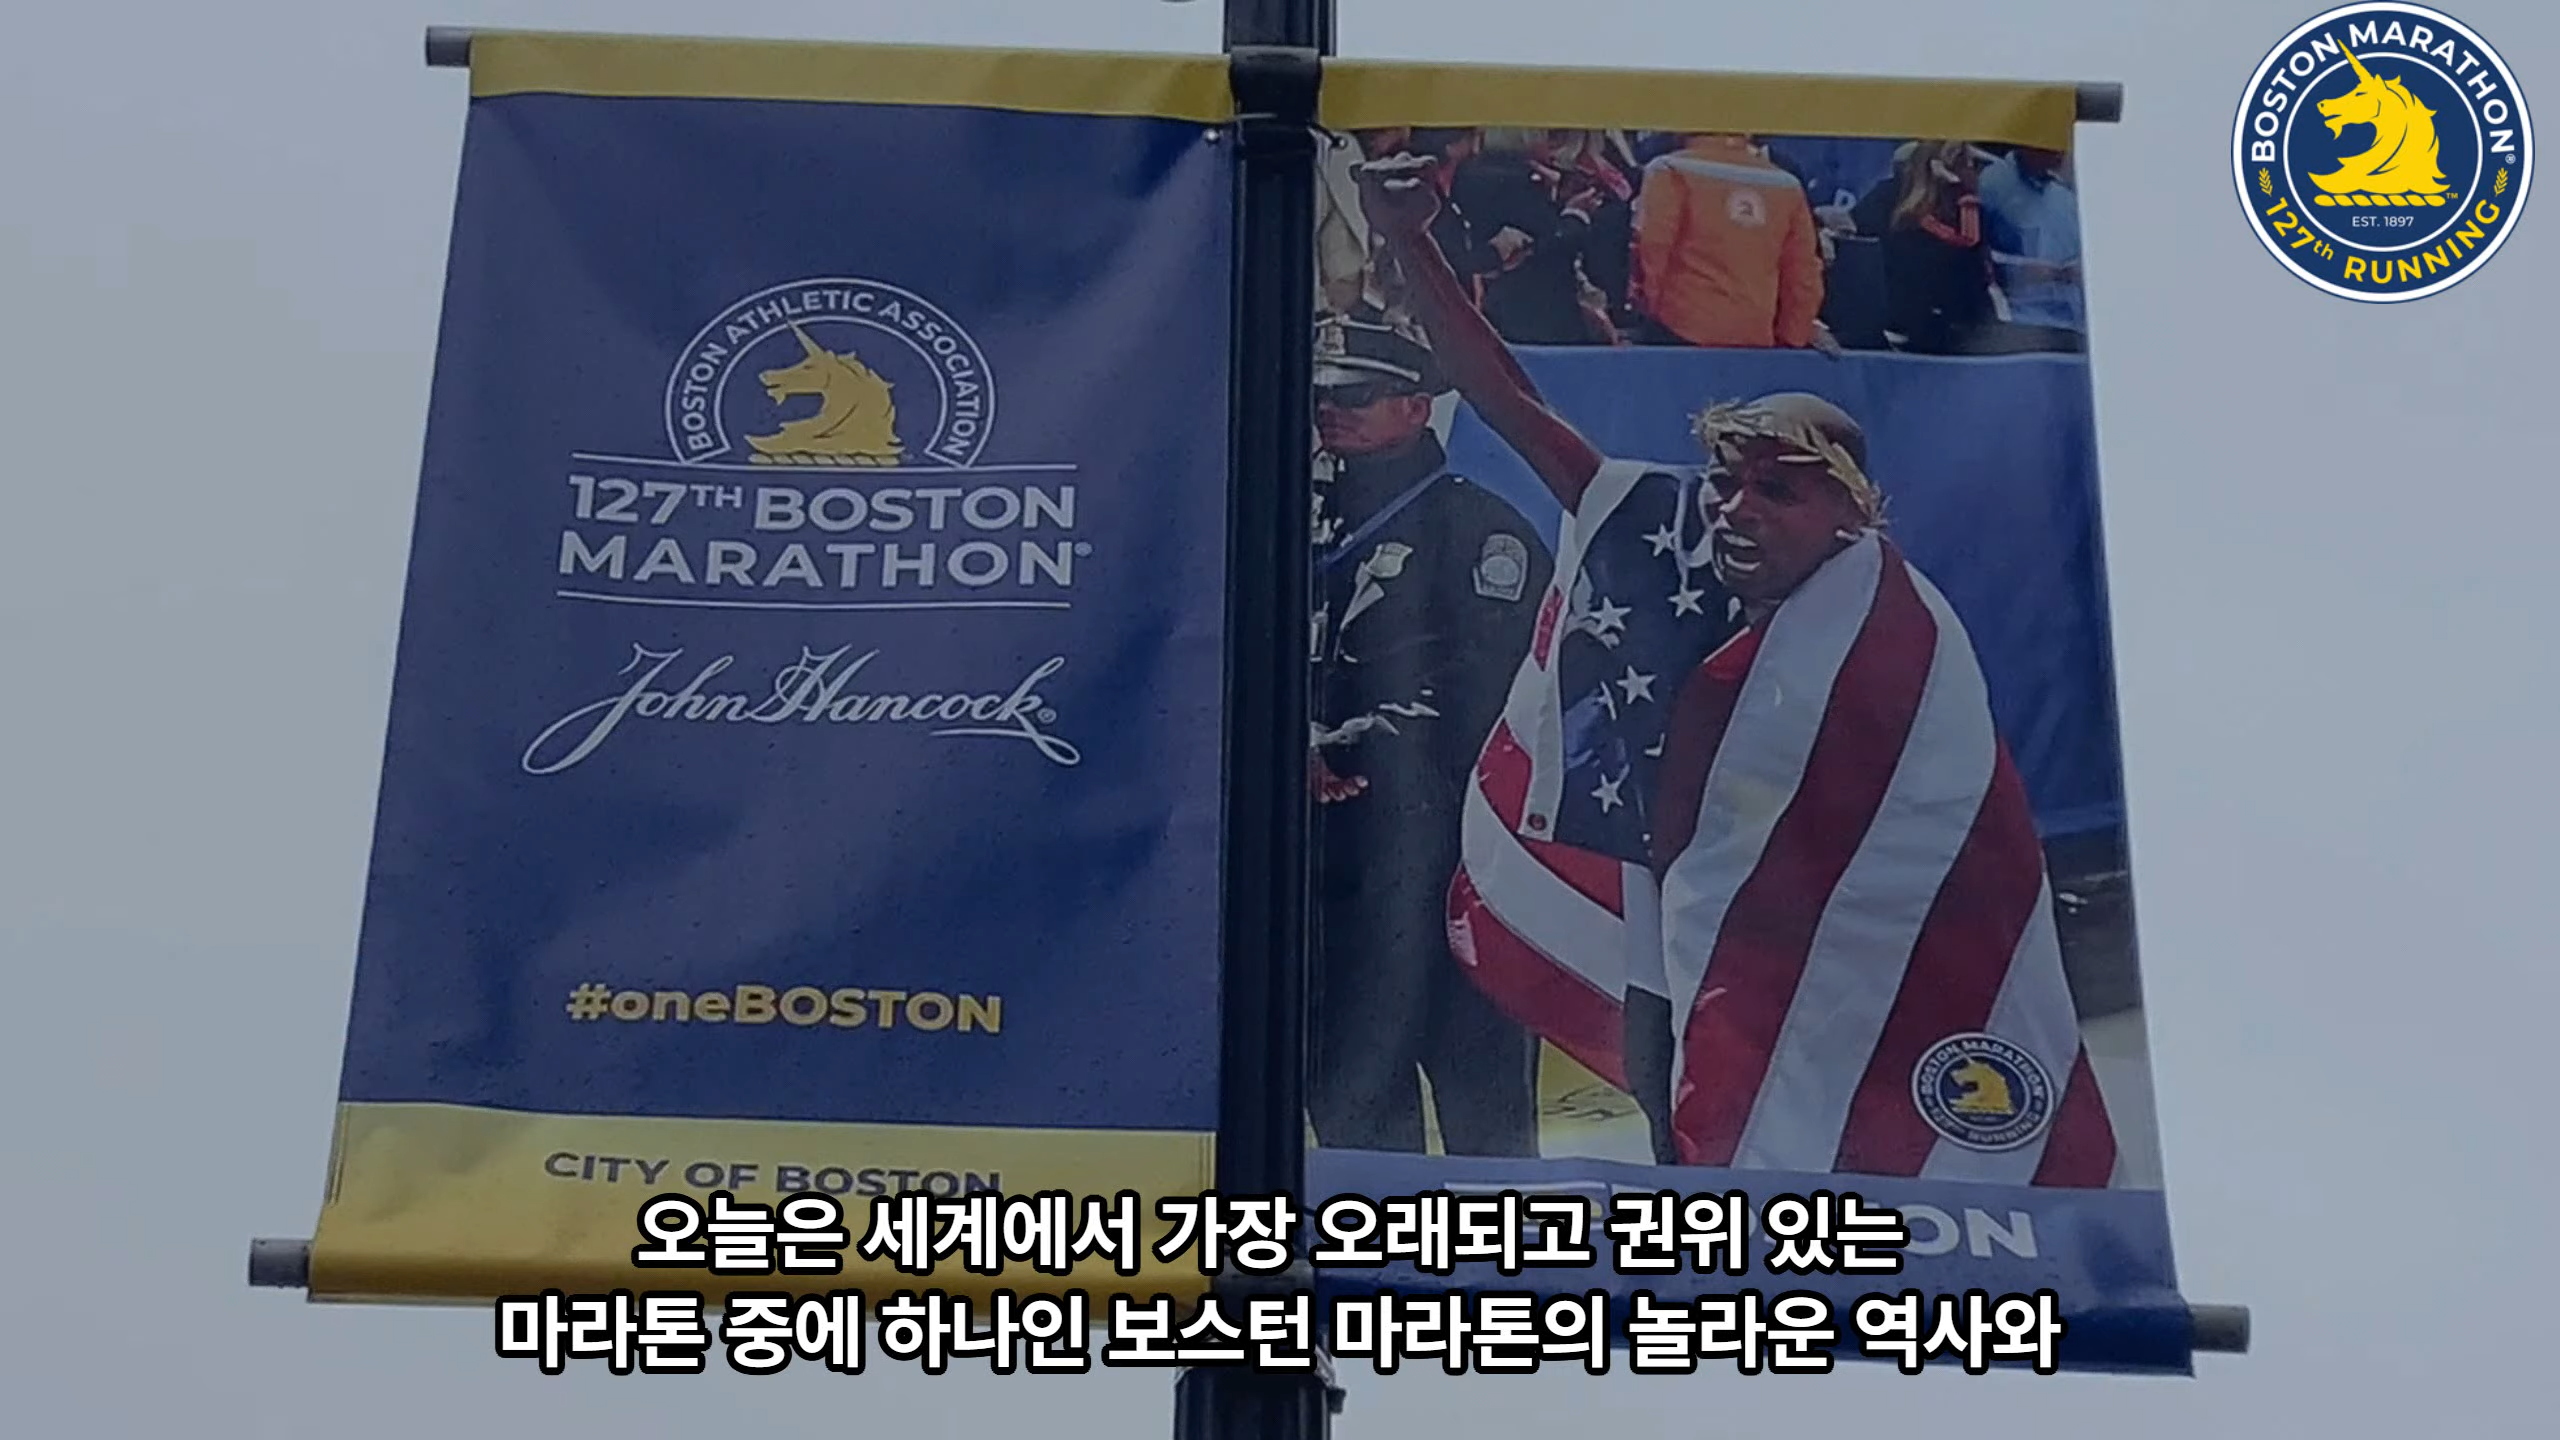 BOSTON MARATHON®
EST. 1897
127th RUNNING
BOSTON ATHLETIC ASSOCIATION
127TH BOSTON
MARATHON®
John Hancock®
#oneBOSTON
CITY OF BOSTON
BOSTON MARATHON
오늘은 세계에서 가장 오래되고 권위 있는
마라톤 중에 하나인 보스턴 마라톤의 놀라운 역사와